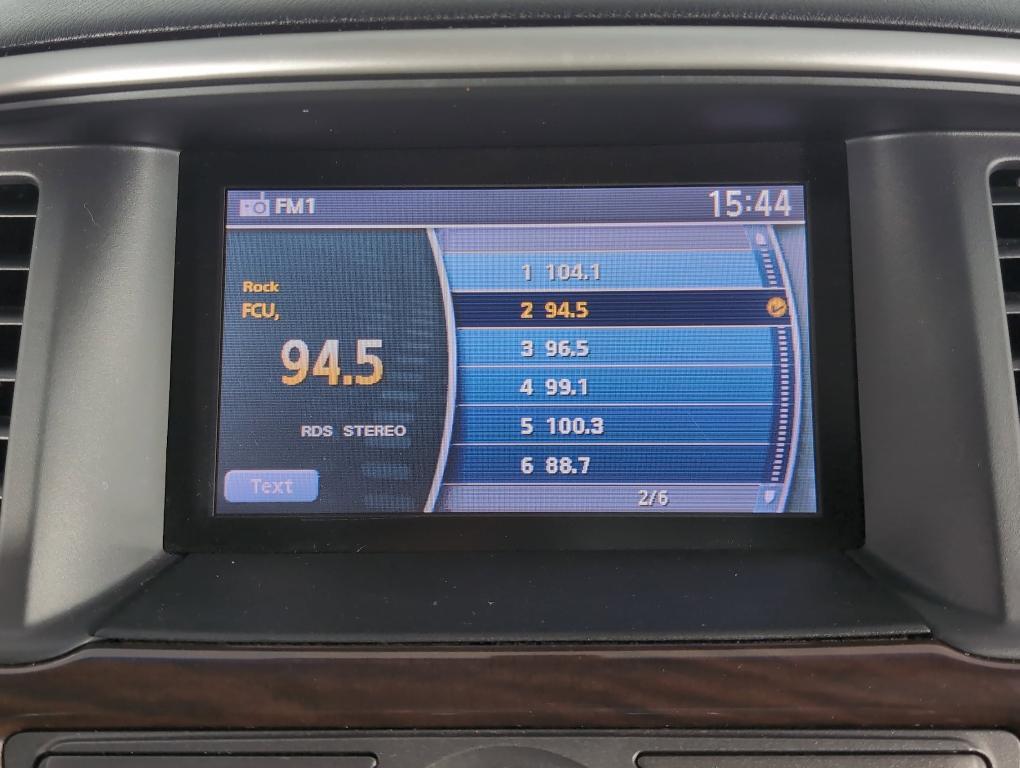 FM1 15:44
Rock
FCU,
94.5
RDS STEREO
Text
1 104.1
2 94.5
3 96.5
4 99.1
5 100.3
6 88.7
2/6